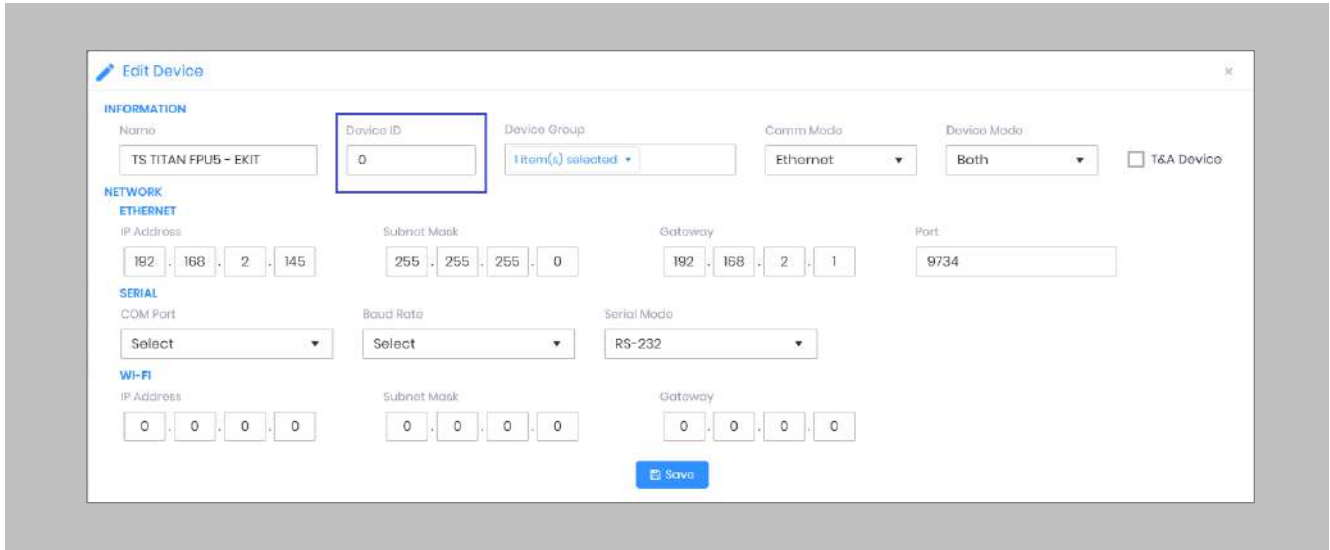 Edit Device ×
INFORMATION
Name Device ID Device Group Comm Mode Device Mode
TS TITAN FPU5 - EKIT 0 1 item(s) selected Ethernet Both T&A Device
NETWORK
ETHERNET
IP Address Subnet Mask Gateway Port
192 . 168 . 2 . 145 255 . 255 . 255 . 0 192 . 168 . 2 . 1 9734
SERIAL
COM Port Baud Rate Serial Mode
Select Select RS-232
WI-FI
IP Address Subnet Mask Gateway
0 . 0 . 0 . 0 0 . 0 . 0 . 0 0 . 0 . 0 . 0
Save